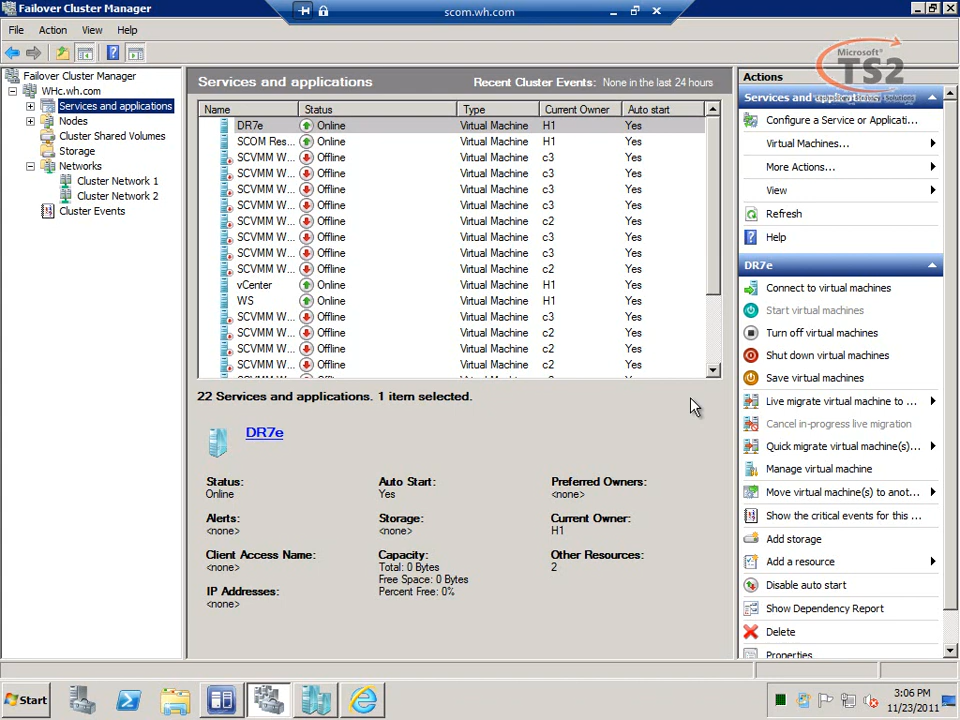 Failover Cluster Manager
scom.wh.com
File Action View Help
Failover Cluster Manager
WHc.wh.com
Services and applications
Nodes
Cluster Shared Volumes
Storage
Networks
Cluster Network 1
Cluster Network 2
Cluster Events
Services and applications
Recent Cluster Events: None in the last 24 hours
Name Status Type Current Owner Auto start
DR7e Online Virtual Machine H1 Yes
SCOM Res... Online Virtual Machine H1 Yes
SCVMM W... Offline Virtual Machine c3 Yes
SCVMM W... Offline Virtual Machine c3 Yes
SCVMM W... Offline Virtual Machine c3 Yes
SCVMM W... Offline Virtual Machine c3 Yes
SCVMM W... Offline Virtual Machine c2 Yes
SCVMM W... Offline Virtual Machine c3 Yes
SCVMM W... Offline Virtual Machine c3 Yes
SCVMM W... Offline Virtual Machine c2 Yes
vCenter Online Virtual Machine H1 Yes
WS Online Virtual Machine H1 Yes
SCVMM W... Offline Virtual Machine c3 Yes
SCVMM W... Offline Virtual Machine c2 Yes
SCVMM W... Offline Virtual Machine c2 Yes
SCVMM W... Offline Virtual Machine c2 Yes
22 Services and applications. 1 item selected.
DR7e
Status:
Online
Auto Start:
Yes
Preferred Owners:
<none>
Alerts:
<none>
Storage:
<none>
Current Owner:
H1
Client Access Name:
<none>
Capacity:
Total: 0 Bytes
Free Space: 0 Bytes
Percent Free: 0%
Other Resources:
2
IP Addresses:
<none>
Actions
Microsoft®
TS2
Services and
Configure a Service or Applicati...
Virtual Machines...
More Actions...
View
Refresh
Help
DR7e
Connect to virtual machines
Start virtual machines
Turn off virtual machines
Shut down virtual machines
Save virtual machines
Live migrate virtual machine to ...
Cancel in-progress live migration
Quick migrate virtual machine(s)...
Manage virtual machine
Move virtual machine(s) to anot...
Show the critical events for this ...
Add storage
Add a resource
Disable auto start
Show Dependency Report
Delete
Properties
Start
3:06 PM
11/23/2011